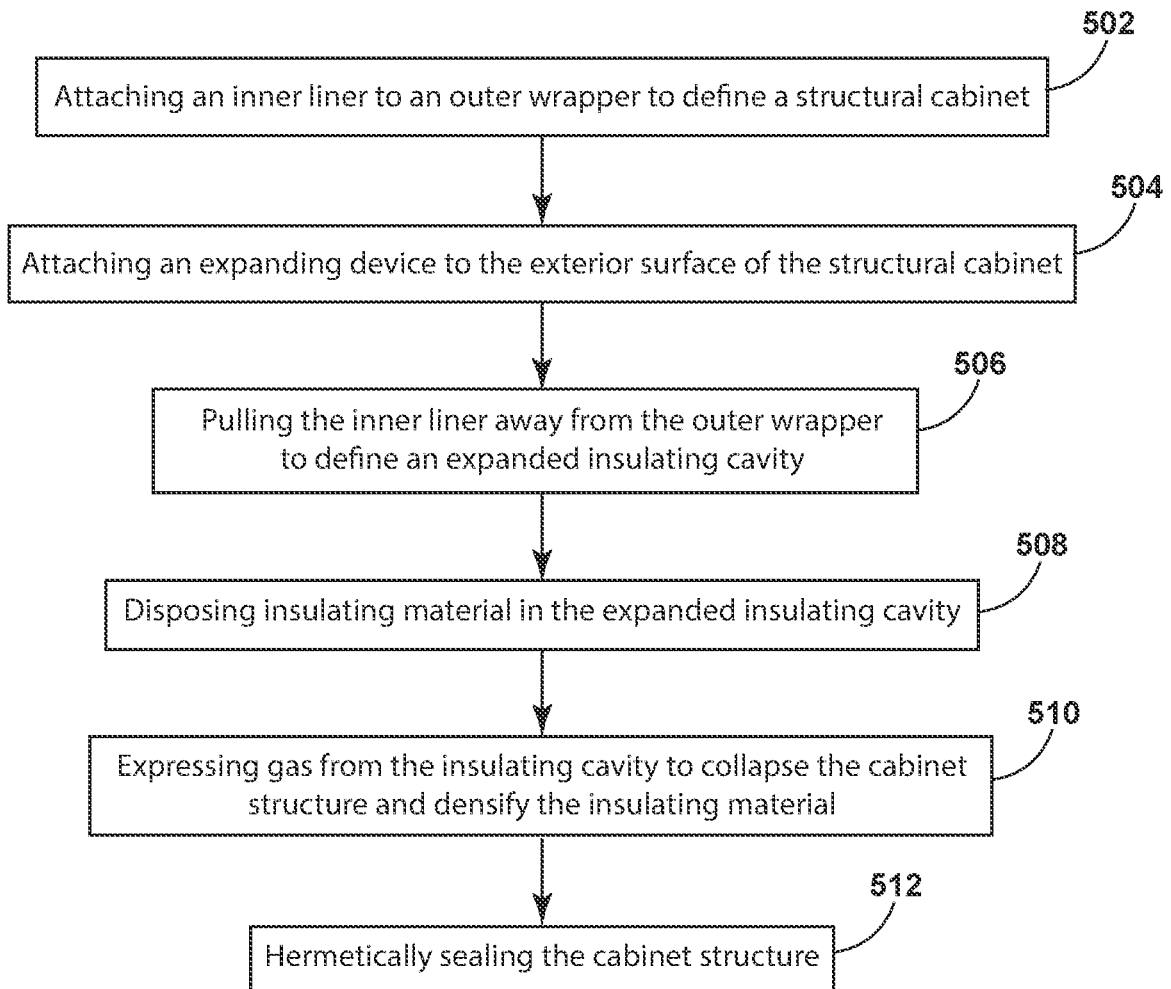 502
Attaching an inner liner to an outer wrapper to define a structural cabinet
504
Attaching an expanding device to the exterior surface of the structural cabinet
506
Pulling the inner liner away from the outer wrapper
to define an expanded insulating cavity
508
Disposing insulating material in the expanded insulating cavity
510
Expressing gas from the insulating cavity to collapse the cabinet
structure and densify the insulating material
512
Hermetically sealing the cabinet structure